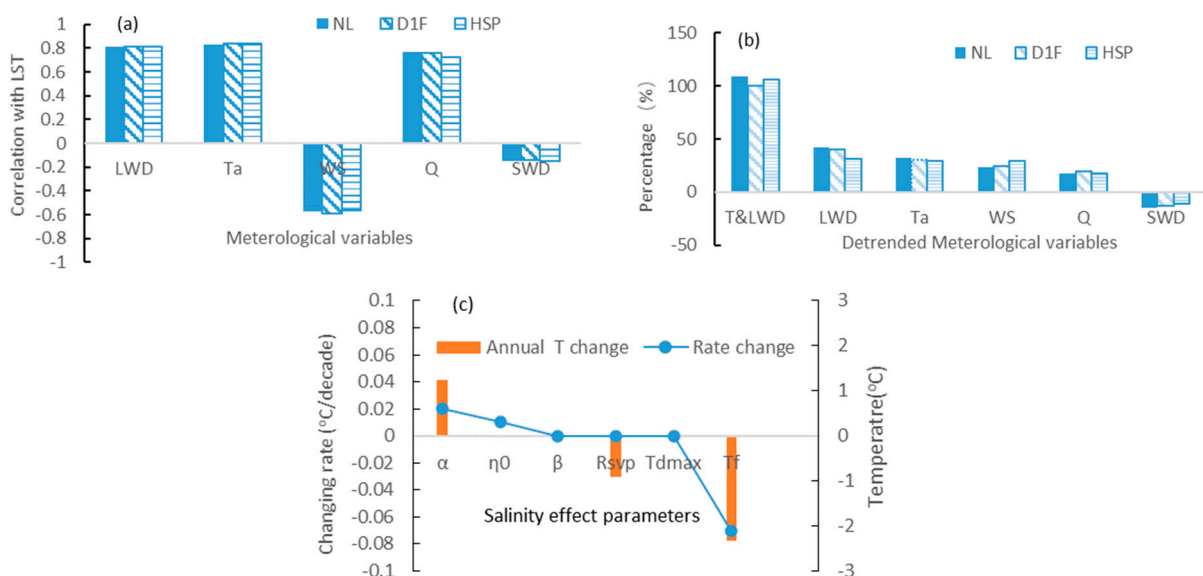 (a)
NL D1F HSP
Correlation with LST
1
0.8
0.6
0.4
0.2
0
-0.2
-0.4
-0.6
-0.8
-1
LWD Ta WS Q SWD
Meterological variables
(b)
NL D1F HSP
Percentage (%)
150
100
50
0
-50
T&LWD LWD Ta WS Q SWD
Detrended Meterological variables
(c)
Annual T change Rate change
Changing rate (°C/decade)
0.1
0.08
0.06
0.04
0.02
0
-0.02
-0.04
-0.06
-0.08
-0.1
α η0 β Rsvp Tdmax Tf
Salinity effect parameters
3
2
1
0
-1
-2
-3
Temperatre(°C)